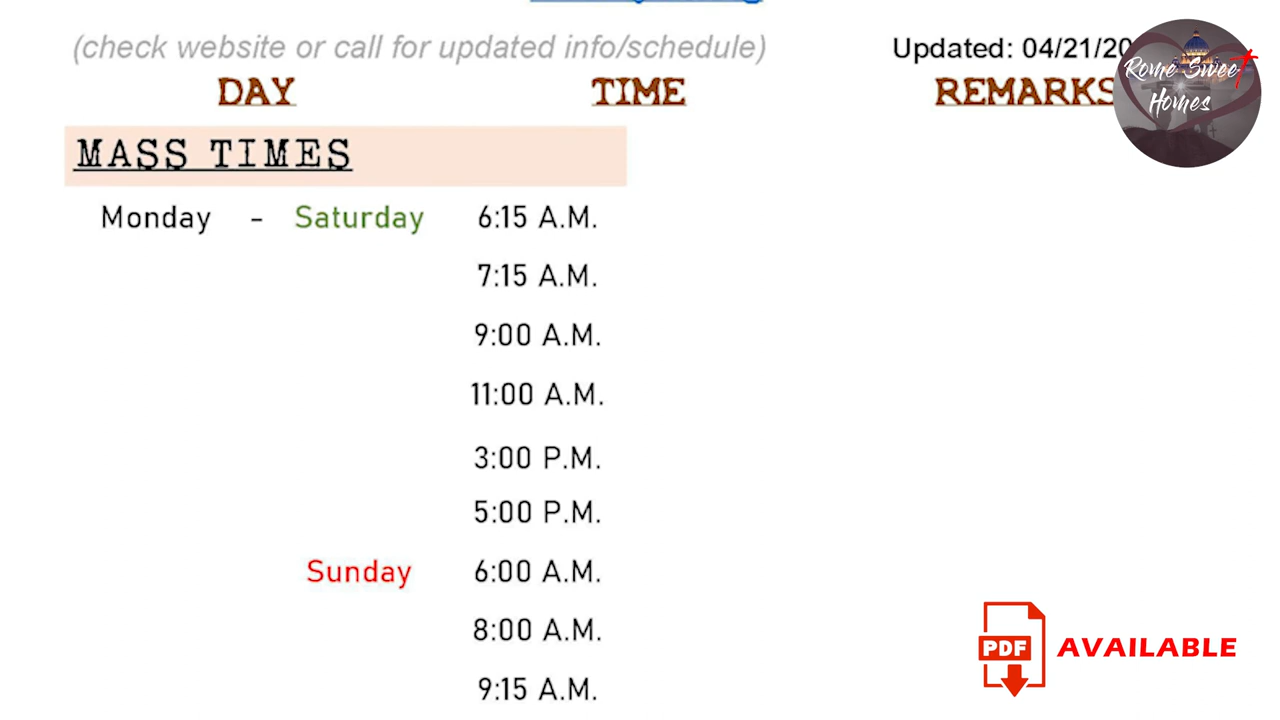 (check website or call for updated info/schedule)
Updated: 04/21/20
DAY TIME REMARKS
Rome Sweet
Homes
MASS TIMES
Monday - Saturday 6:15 A.M.
7:15 A.M.
9:00 A.M.
11:00 A.M.
3:00 P.M.
5:00 P.M.
Sunday 6:00 A.M.
8:00 A.M.
9:15 A.M.
PDF AVAILABLE